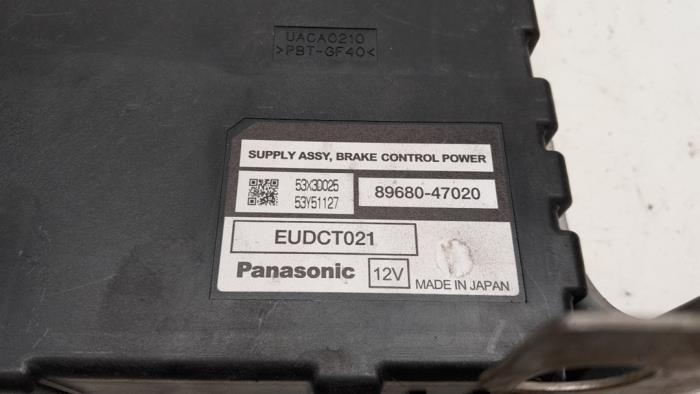 UACA0210
>PBT-GF40<
SUPPLY ASSY, BRAKE CONTROL POWER
53X3D025
53Y51127
89680-47020
EUDCT021
Panasonic 12V MADE IN JAPAN